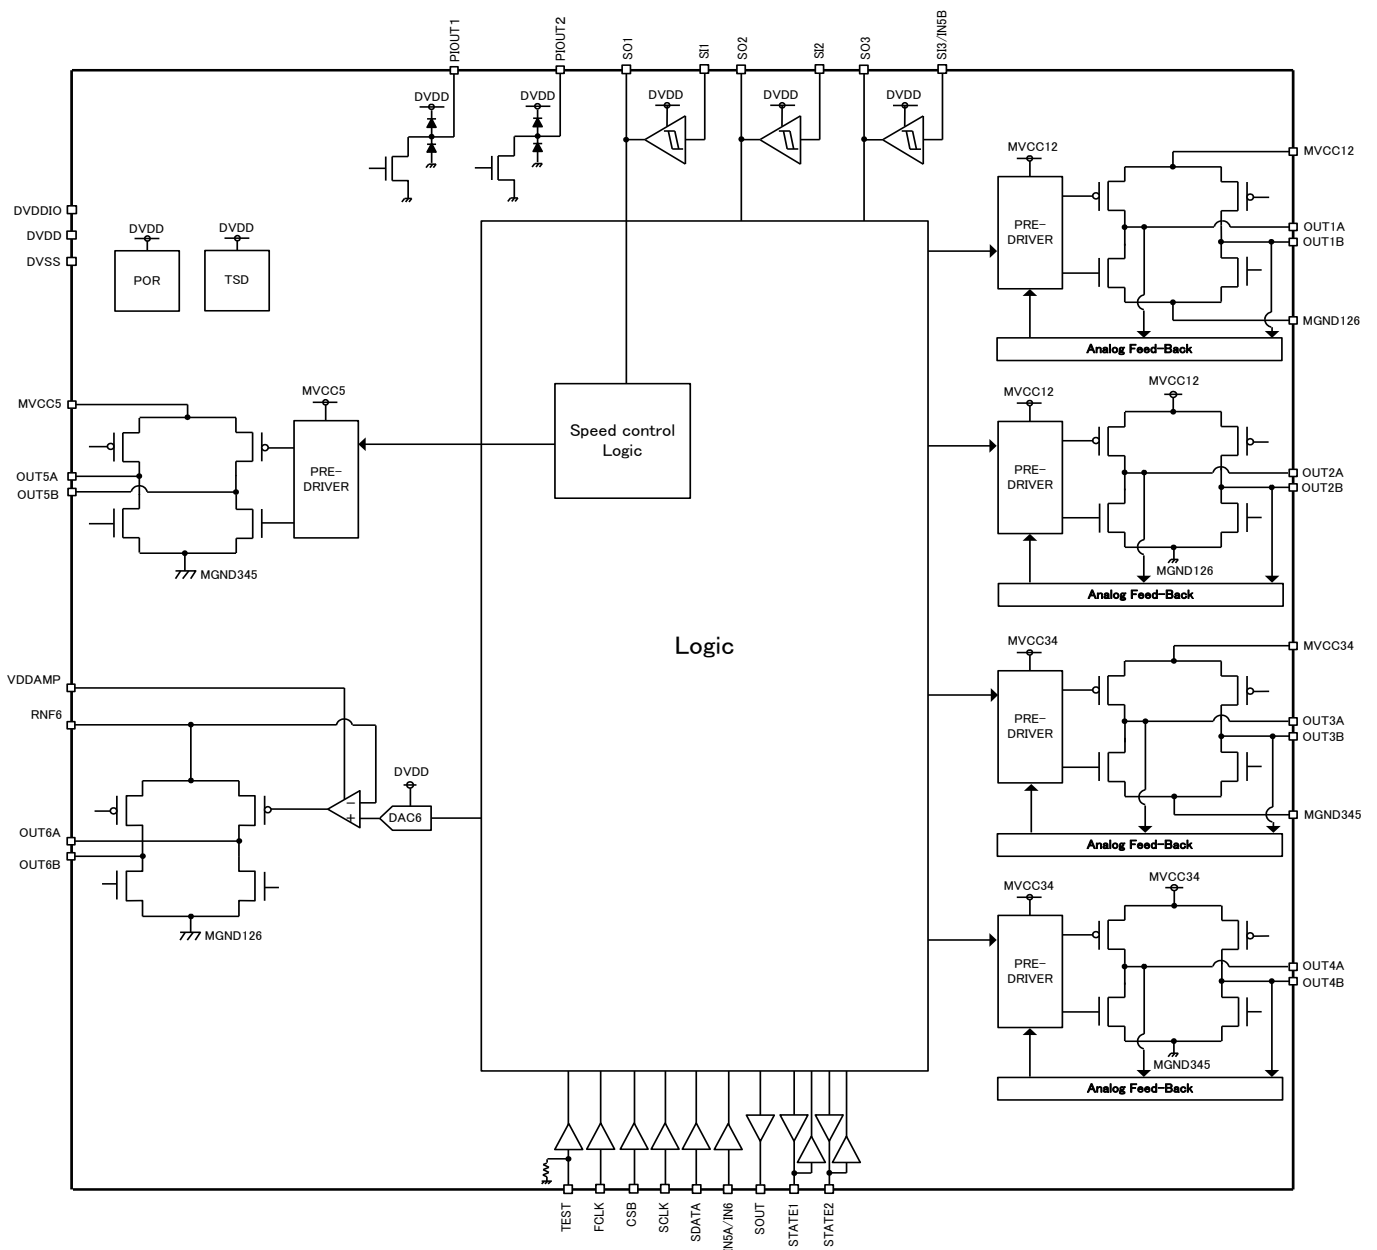 PIOUT1
PIOUT2
SO1
SI1
SO2
SI2
SO3
SI3/IN5B
DVDD
DVDD
DVDD
DVDD
DVDD
MVCC12
MVCC12
PRE-
DRIVER
OUT1A
OUT1B
MGND126
Analog Feed-Back
DVDDIO
DVDD
DVSS
DVDD
POR
DVDD
TSD
MVCC5
OUT5A
OUT5B
MVCC5
PRE-
DRIVER
MGND345
Speed control
Logic
MVCC12
MVCC12
PRE-
DRIVER
OUT2A
OUT2B
MGND126
Analog Feed-Back
Logic
MVCC34
MVCC34
PRE-
DRIVER
OUT3A
OUT3B
MGND345
Analog Feed-Back
VDDAMP
RNF6
DVDD
DAC6
−
+
OUT6A
OUT6B
MGND126
MVCC34
MVCC34
PRE-
DRIVER
OUT4A
OUT4B
MGND345
Analog Feed-Back
TEST
FCLK
CSB
SCLK
SDATA
IN5A/IN6
SOUT
STATE1
STATE2